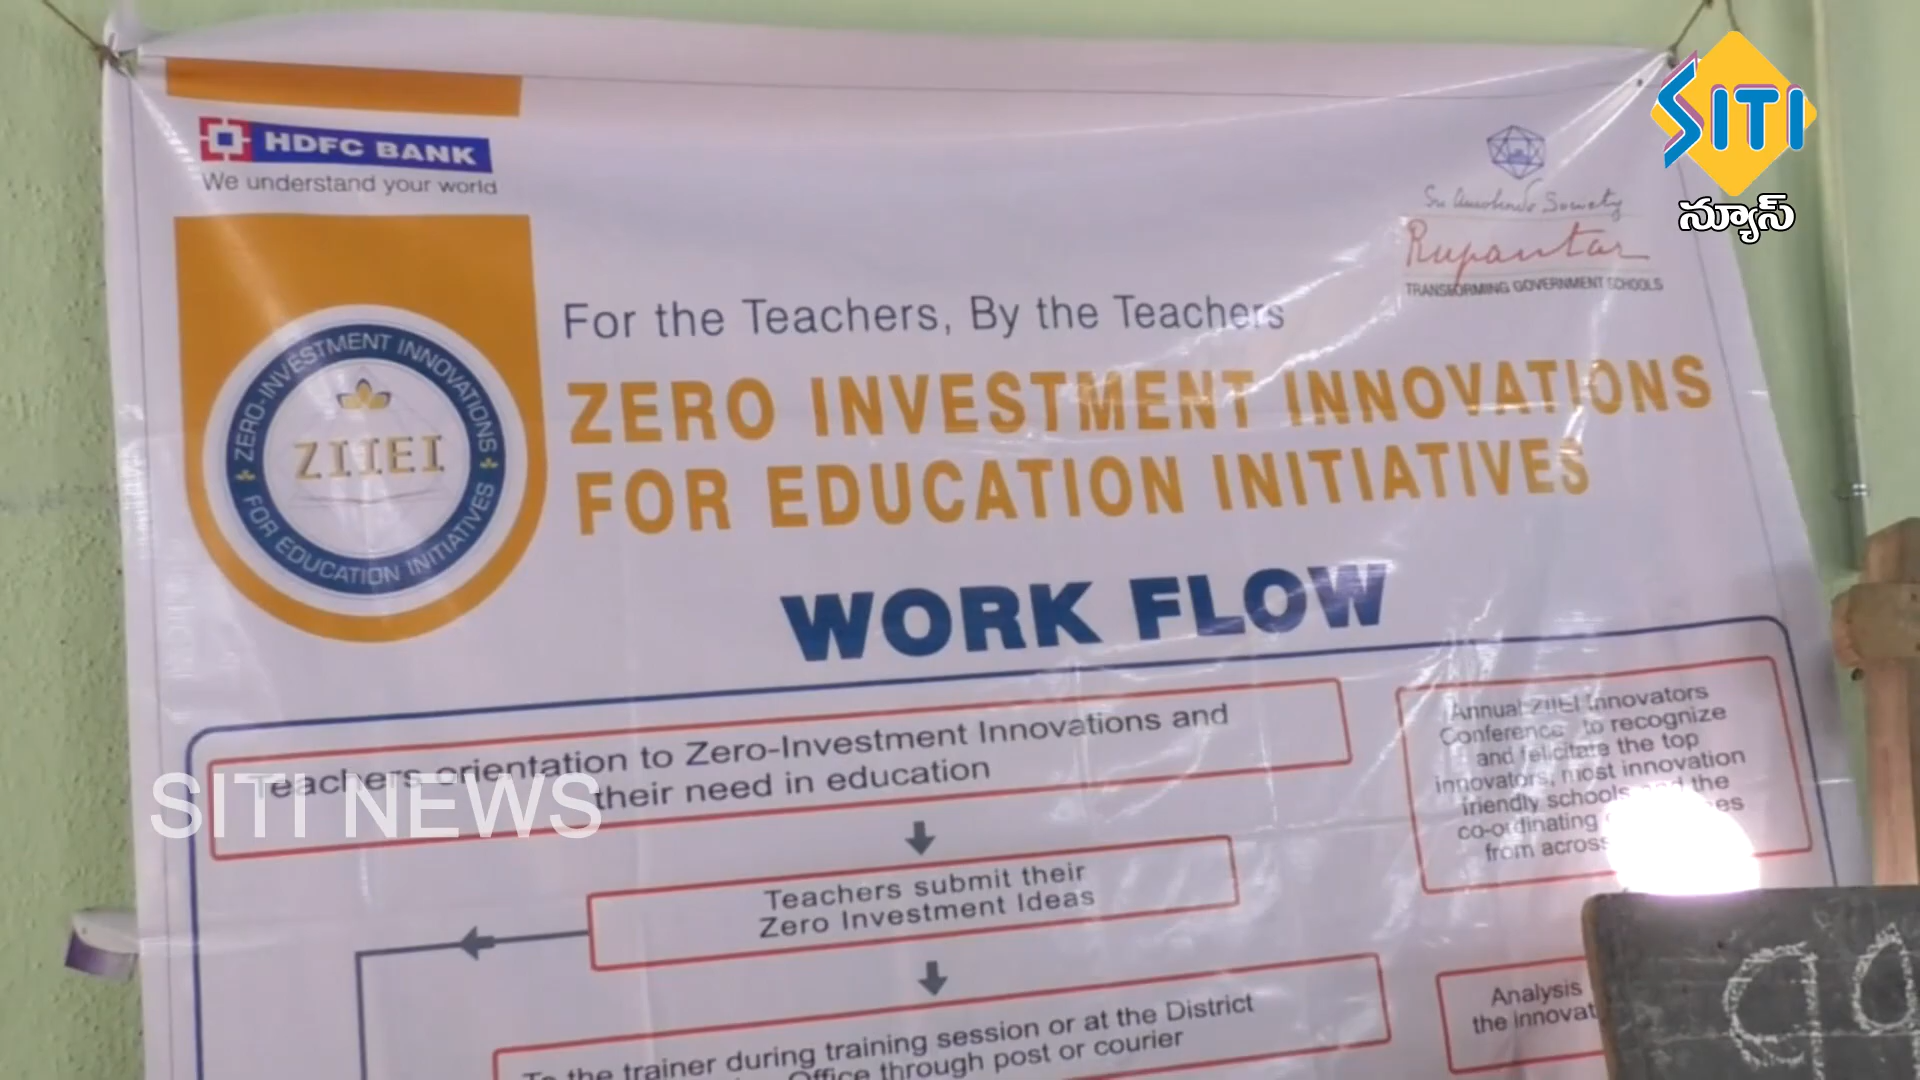 HDFC BANK
We understand your world
SITI
న్యూస్
Sri Aurobindo Society
Rupantar
TRANSFORMING GOVERNMENT SCHOOLS
ZERO-INVESTMENT INNOVATIONS
ZIIEI
FOR EDUCATION INITIATIVES
For the Teachers, By the Teachers
ZERO INVESTMENT INNOVATIONS
FOR EDUCATION INITIATIVES
WORK FLOW
Teachers orientation to Zero-Investment Innovations and
their need in education
SITI NEWS
Annual ZIIEI Innovators
Conference to recognize
and felicitate the top
innovators, most innovation
friendly schools and the
co-ordinating
from across
Teachers submit their
Zero Investment Ideas
To the trainer during training session or at the District
Office through post or courier
Analysis
the innovat